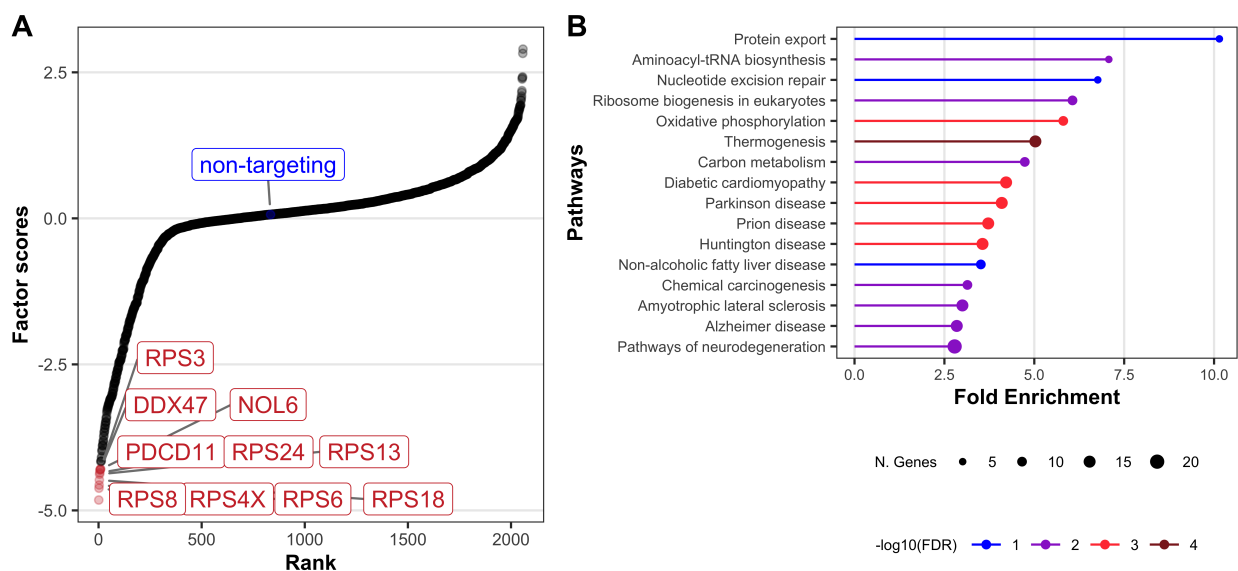 A
Factor scores
2.5
0.0
-2.5
-5.0
non-targeting
RPS3
DDX47
NOL6
PDCD11
RPS24
RPS13
RPS8
RPS4X
RPS6
RPS18
0
500
1000
1500
2000
Rank
B
Pathways
Protein export
Aminoacyl-tRNA biosynthesis
Nucleotide excision repair
Ribosome biogenesis in eukaryotes
Oxidative phosphorylation
Thermogenesis
Carbon metabolism
Diabetic cardiomyopathy
Parkinson disease
Prion disease
Huntington disease
Non-alcoholic fatty liver disease
Chemical carcinogenesis
Amyotrophic lateral sclerosis
Alzheimer disease
Pathways of neurodegeneration
0.0
2.5
5.0
7.5
10.0
Fold Enrichment
N. Genes 5 10 15 20
-log10(FDR) 1 2 3 4